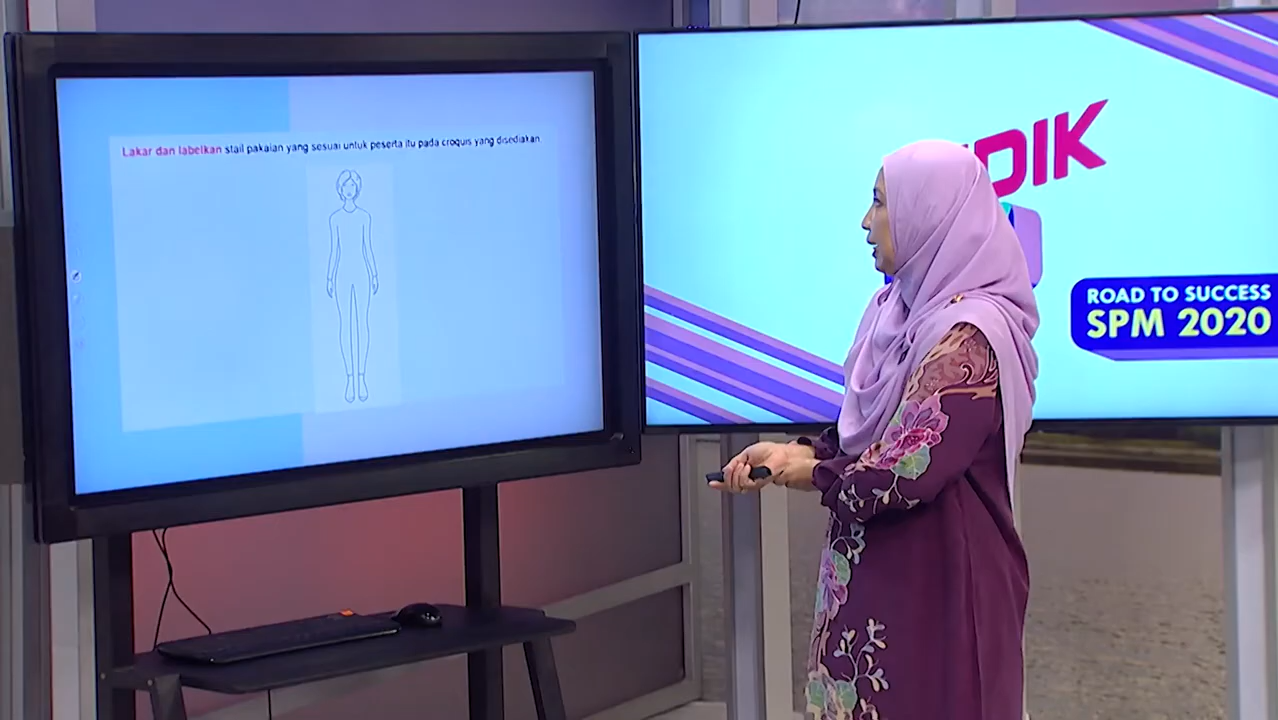 Lakar dan labelkan stail pakaian yang sesuai untuk peserta itu pada croquis yang disediakan.
DIK
ROAD TO SUCCESS
SPM 2020